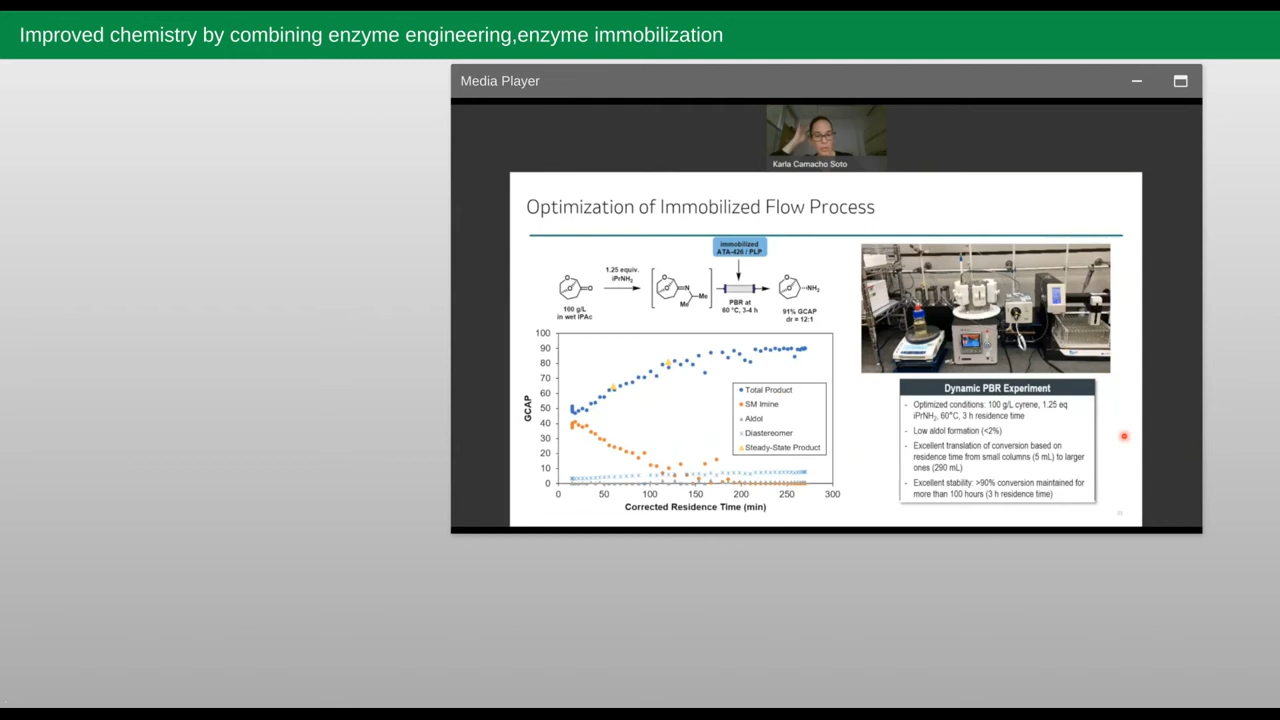 Improved chemistry by combining enzyme engineering,enzyme immobilization
Media Player
Karla Camacho Soto
Optimization of Immobilized Flow Process
immobilized
ATA-426 / PLP
1.25 equiv.
iPrNH2
O
O
O
100 g/L
in wet IPAc
O
O
N
Me
Me
PBR at
60 °C, 3-4 h
O
O
NH2
91% GCAP
dr = 12:1
100
90
80
70
60
50
40
30
20
10
0
GCAP
Total Product
SM Imine
Aldol
Diastereomer
Steady-State Product
0 50 100 150 200 250 300
Corrected Residence Time (min)
Dynamic PBR Experiment
- Optimized conditions: 100 g/L cyrene, 1.25 eq
iPrNH2, 60°C, 3 h residence time
- Low aldol formation (<2%)
- Excellent translation of conversion based on
residence time from small columns (5 mL) to larger
ones (290 mL)
- Excellent stability: >90% conversion maintained for
more than 100 hours (3 h residence time)